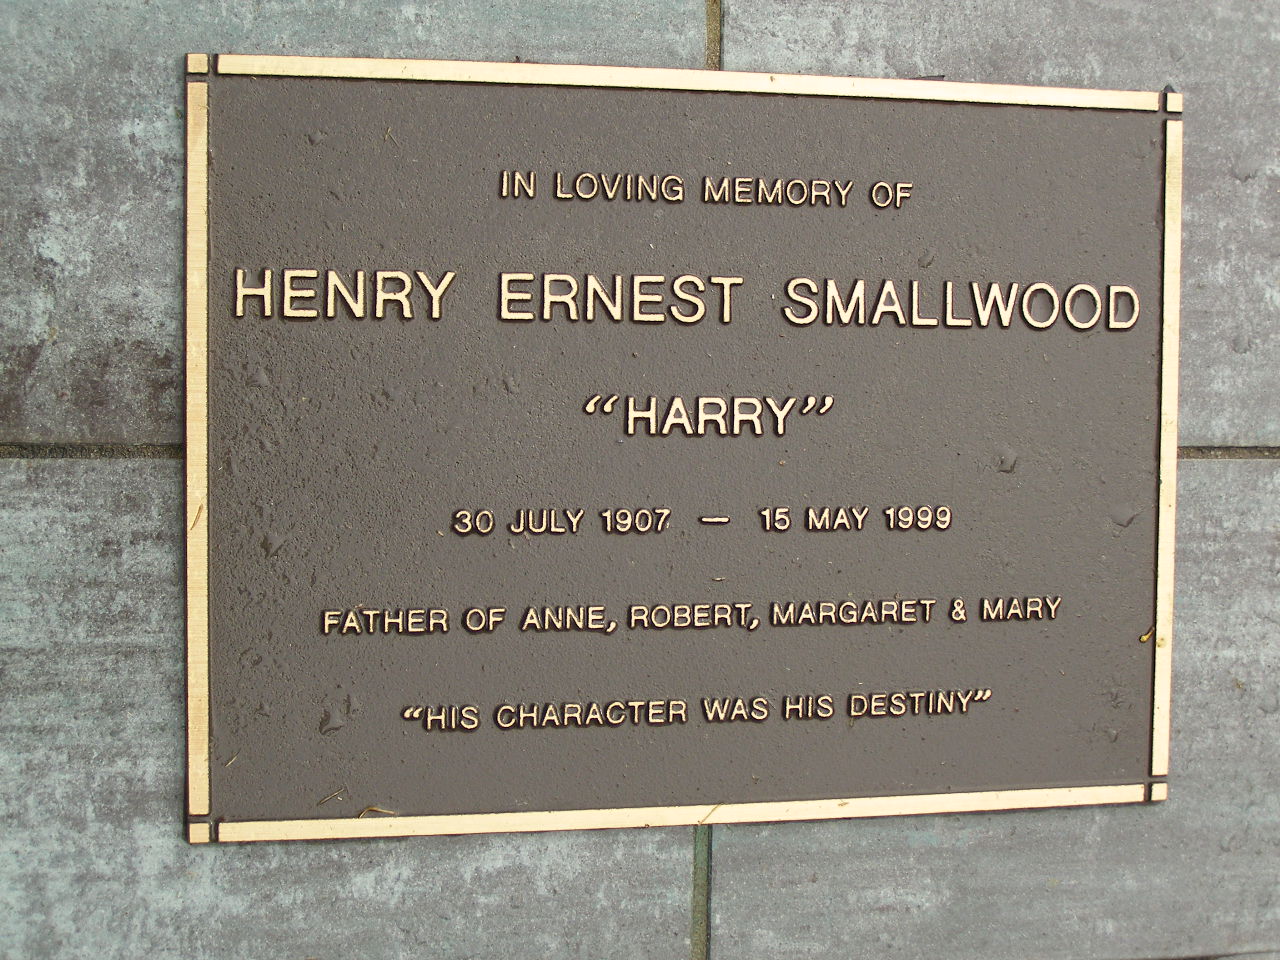 IN LOVING MEMORY OF
HENRY ERNEST SMALLWOOD
“HARRY”
30 JULY 1907 — 15 MAY 1999
FATHER OF ANNE, ROBERT, MARGARET & MARY
“HIS CHARACTER WAS HIS DESTINY”